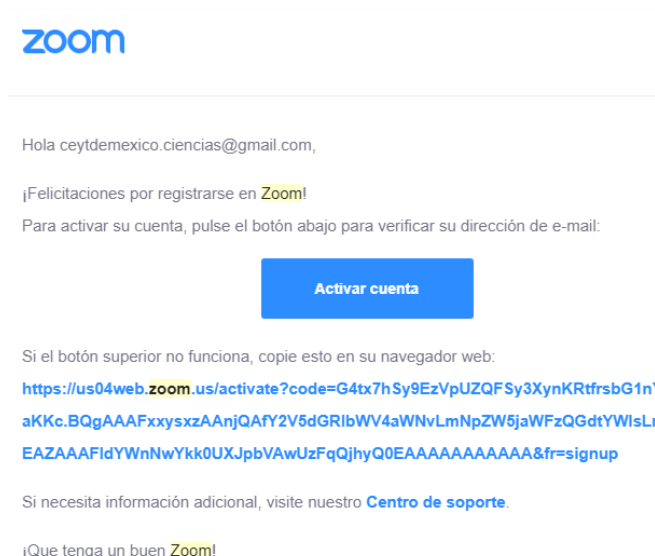 zoom
Hola ceytdemexico.ciencias@gmail.com,
¡Felicitaciones por registrarse en Zoom!
Para activar su cuenta, pulse el botón abajo para verificar su dirección de e-mail:
Activar cuenta
Si el botón superior no funciona, copie esto en su navegador web:
https://us04web.zoom.us/activate?code=G4tx7hSy9EzVpUZQFSy3XynKRtfrsbG1nY
aKKc.BQgAAAFxxysxzAAnjQAfY2V5dGRlbWV4aWNvLmNpZW5jaWFzQGdtYWlsLm
EAZAAAFldYWnNwYkk0UXJpbVAwUzFqQjhyQ0EAAAAAAAAAAA&fr=signup
Si necesita información adicional, visite nuestro Centro de soporte.
¡Que tenga un buen Zoom!